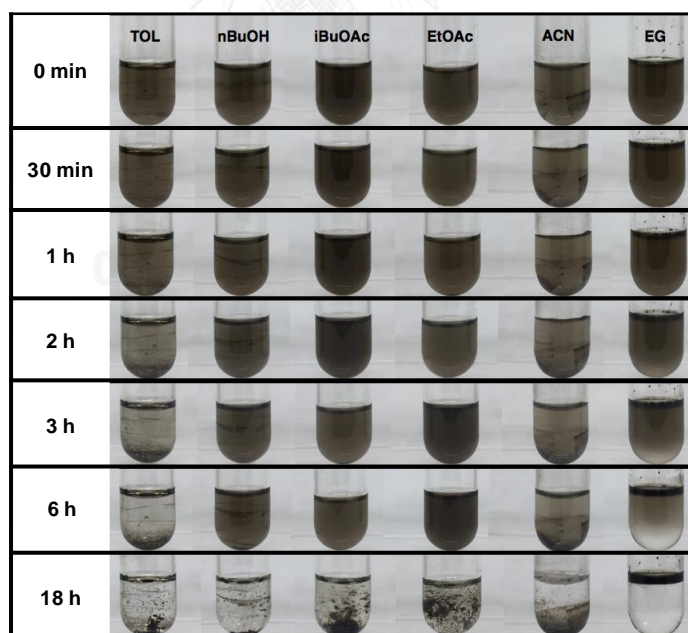 TOL nBuOH iBuOAc EtOAc ACN EG
0 min
30 min
1 h
2 h
3 h
6 h
18 h